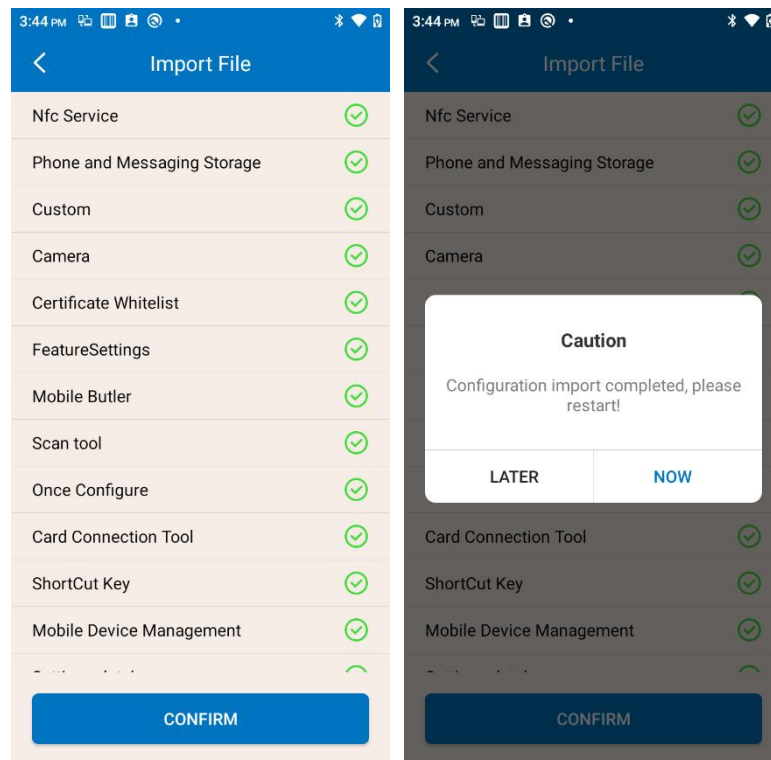 3:44 PM
Import File
Nfc Service
Phone and Messaging Storage
Custom
Camera
Certificate Whitelist
FeatureSettings
Mobile Butler
Scan tool
Once Configure
Card Connection Tool
ShortCut Key
Mobile Device Management
CONFIRM
3:44 PM
Import File
Nfc Service
Phone and Messaging Storage
Custom
Camera
Caution
Configuration import completed, please
restart!
LATER NOW
Card Connection Tool
ShortCut Key
Mobile Device Management
CONFIRM